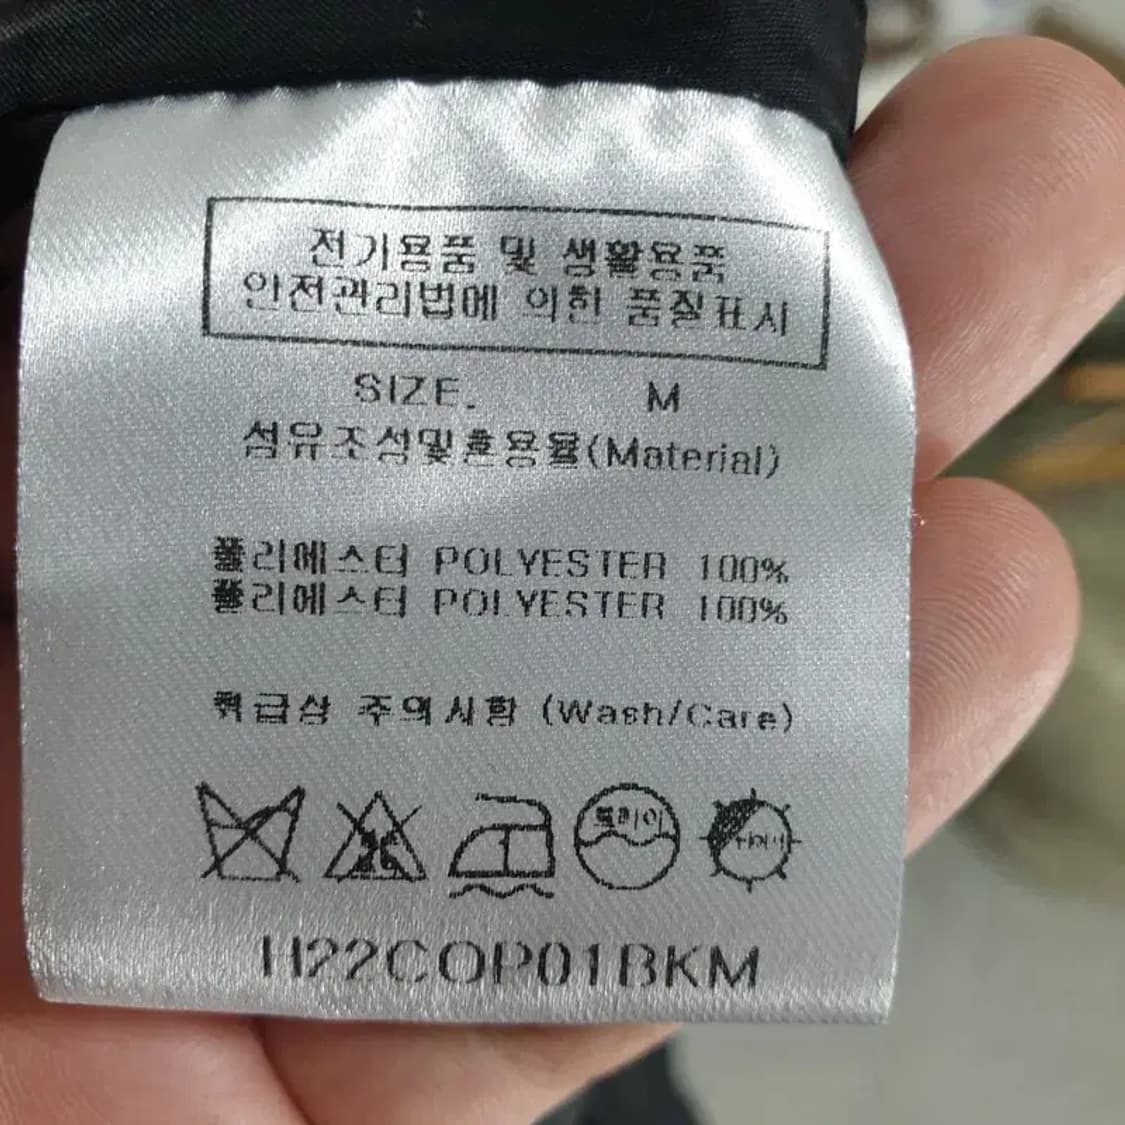 전기용품 및 생활용품
안전관리법에 의한 품질표시
SIZE. M
섬유조성및혼용율(Material)
폴리에스터 POLYESTER 100%
폴리에스터 POLYESTER 100%
취급상 주의사항 (Wash/Care)
드라이
H22COP01BKM